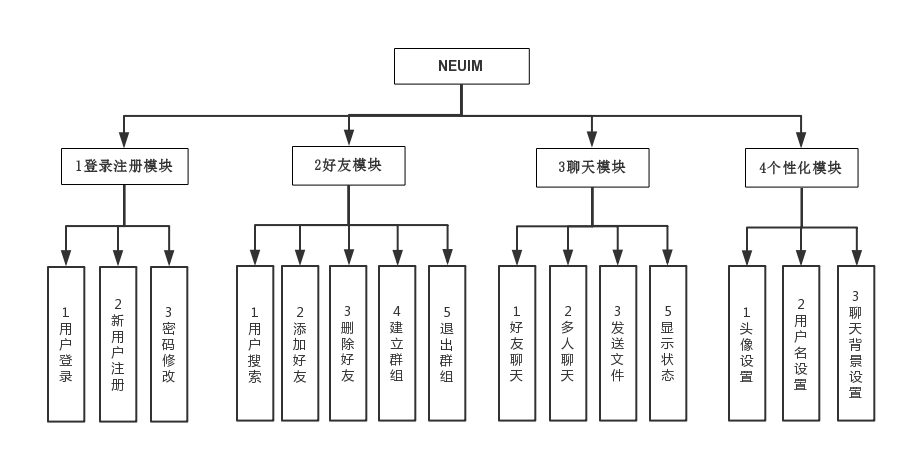 NEUIM
1登录注册模块
2好友模块
3聊天模块
4个性化模块
1用户登录
2新用户注册
3密码修改
1用户搜索
2添加好友
3删除好友
4建立群组
5退出群组
1好友聊天
2多人聊天
3发送文件
5显示状态
1头像设置
2用户名设置
3聊天背景设置